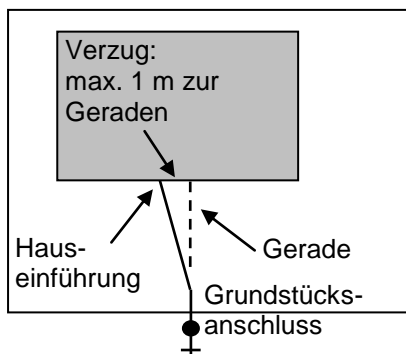 Verzug:
max. 1 m zur
Geraden
Haus-
einführung
Gerade
Grundstücks-
anschluss